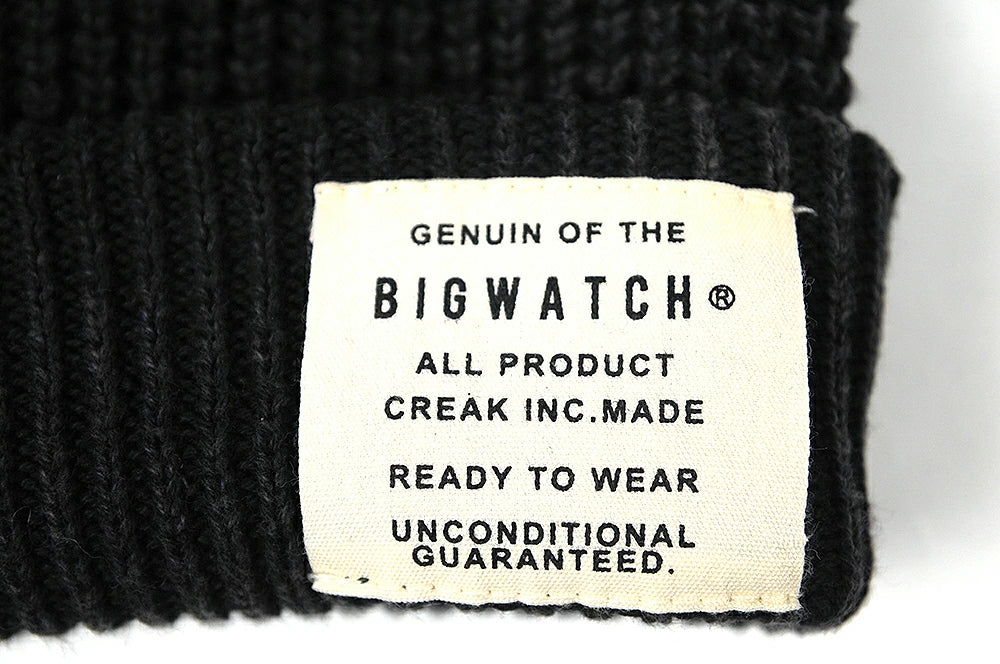 GENUIN OF THE
BIGWATCH®
ALL PRODUCT
CREAK INC.MADE
READY TO WEAR
UNCONDITIONAL
GUARANTEED.